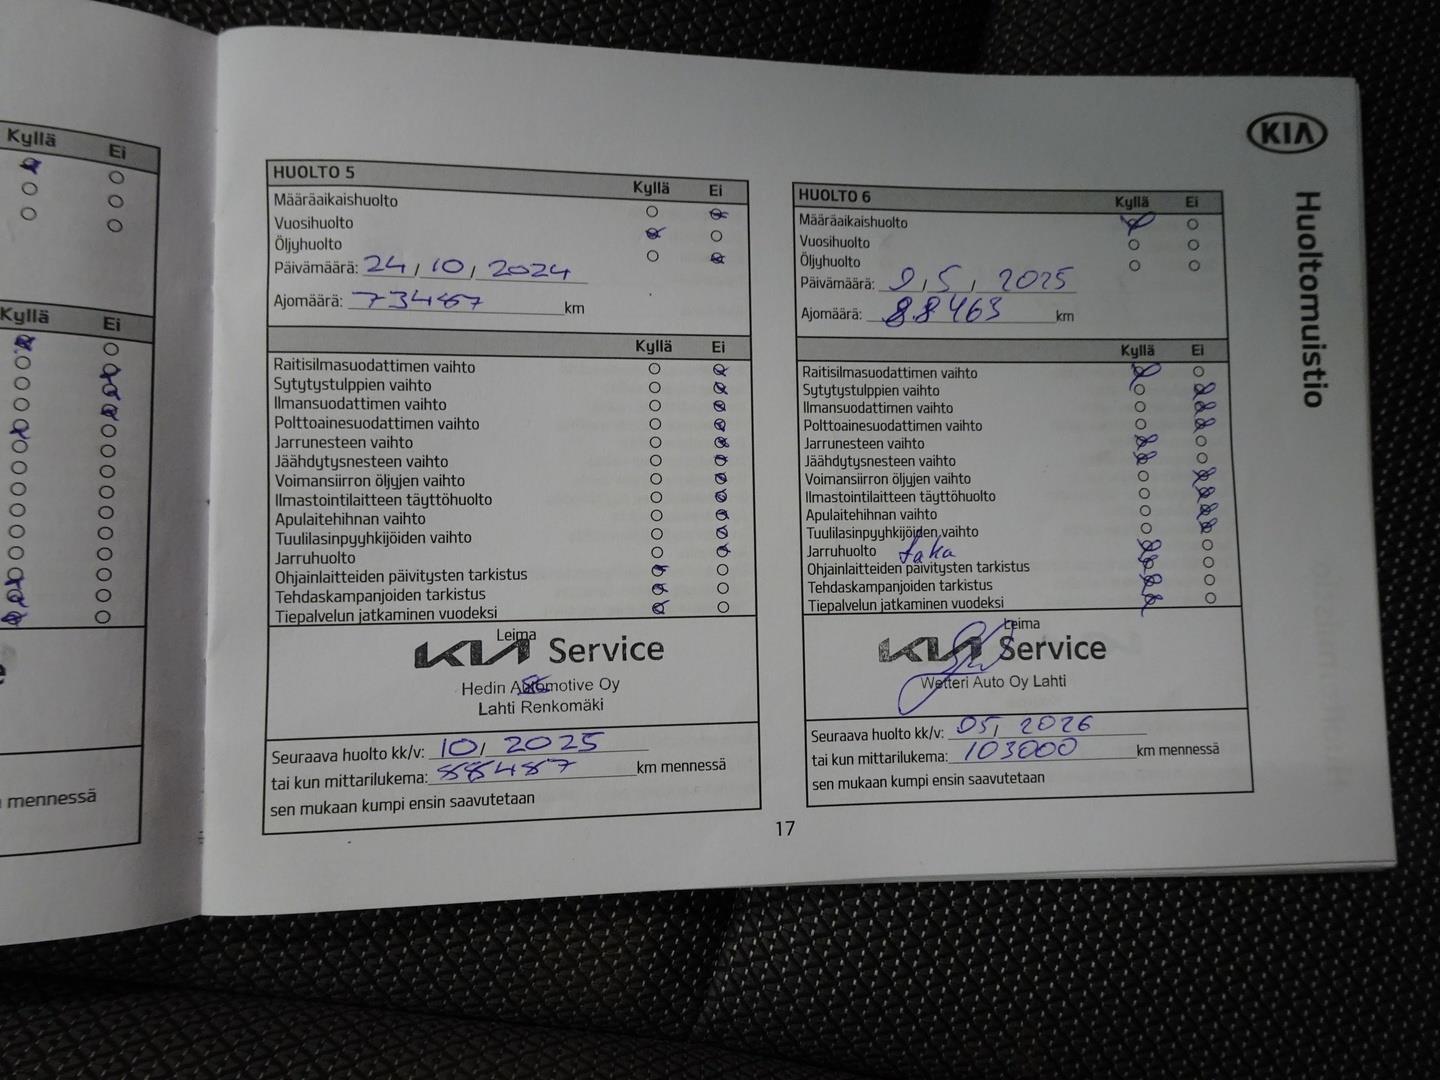 Kyllä Ei
Kyllä Ei
mennessä
HUOLTO 5
Kyllä Ei
Määräaikaishuolto
Vuosihuolto
Öljyhuolto
Päivämäärä: 24 / 10 / 2024
Ajomäärä: 73487 km
Kyllä Ei
Raitisilmasuodattimen vaihto
Sytytystulppien vaihto
Ilmansuodattimen vaihto
Polttoainesuodattimen vaihto
Jarrunesteen vaihto
Jäähdytysnesteen vaihto
Voimansiirron öljyjen vaihto
Ilmastointilaitteen täyttöhuolto
Apulaitehihnan vaihto
Tuulilasinpyyhkijöiden vaihto
Jarruhuolto
Ohjainlaitteiden päivitysten tarkistus
Tehdaskampanjoiden tarkistus
Tiepalvelun jatkaminen vuodeksi
Leima
KIA Service
Hedin Automotive Oy
Lahti Renkomäki
Seuraava huolto kk/v: 10 / 2025
tai kun mittarilukema: 88487 km mennessä
sen mukaan kumpi ensin saavutetaan
HUOLTO 6
Kyllä Ei
Määräaikaishuolto
Vuosihuolto
Öljyhuolto
Päivämäärä: 9 / 5 / 2025
Ajomäärä: 88463 km
Kyllä Ei
Raitisilmasuodattimen vaihto
Sytytystulppien vaihto
Ilmansuodattimen vaihto
Polttoainesuodattimen vaihto
Jarrunesteen vaihto
Jäähdytysnesteen vaihto
Voimansiirron öljyjen vaihto
Ilmastointilaitteen täyttöhuolto
Apulaitehihnan vaihto
Tuulilasinpyyhkijöiden vaihto
Jarruhuolto taka
Ohjainlaitteiden päivitysten tarkistus
Tehdaskampanjoiden tarkistus
Tiepalvelun jatkaminen vuodeksi
Leima
KIA Service
Wetteri Auto Oy Lahti
Seuraava huolto kk/v: 05 / 2026
tai kun mittarilukema: 103000 km mennessä
sen mukaan kumpi ensin saavutetaan
KIA
Huoltomuistio
17